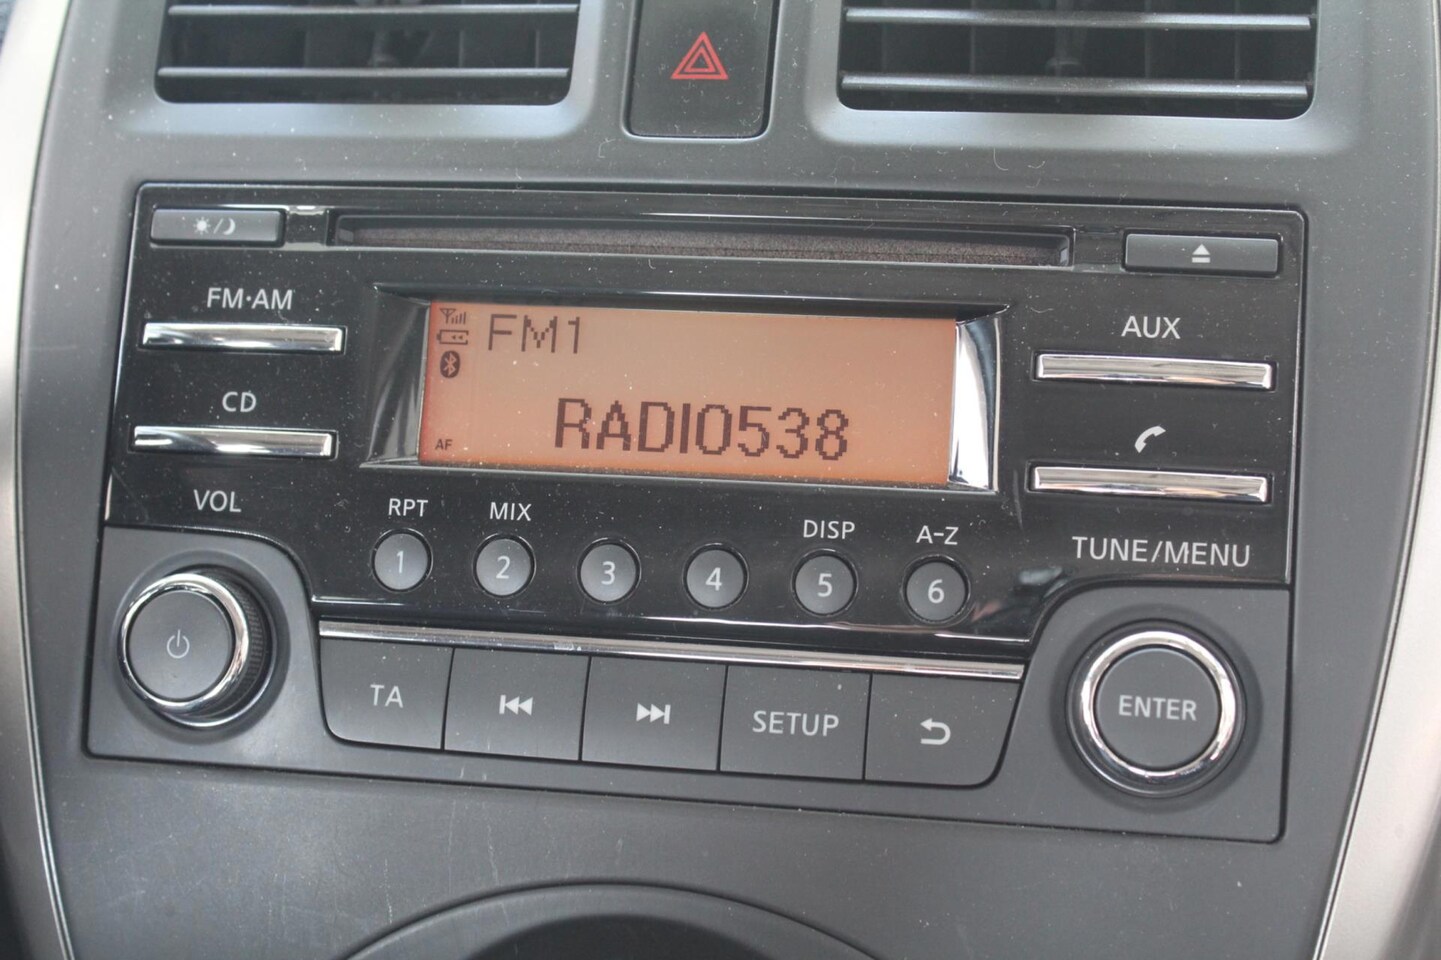 FM·AM
FM1
AUX
CD
AF
RADIO538
VOL
RPT
MIX
DISP
A-Z
TUNE/MENU
1
2
3
4
5
6
TA
SETUP
ENTER